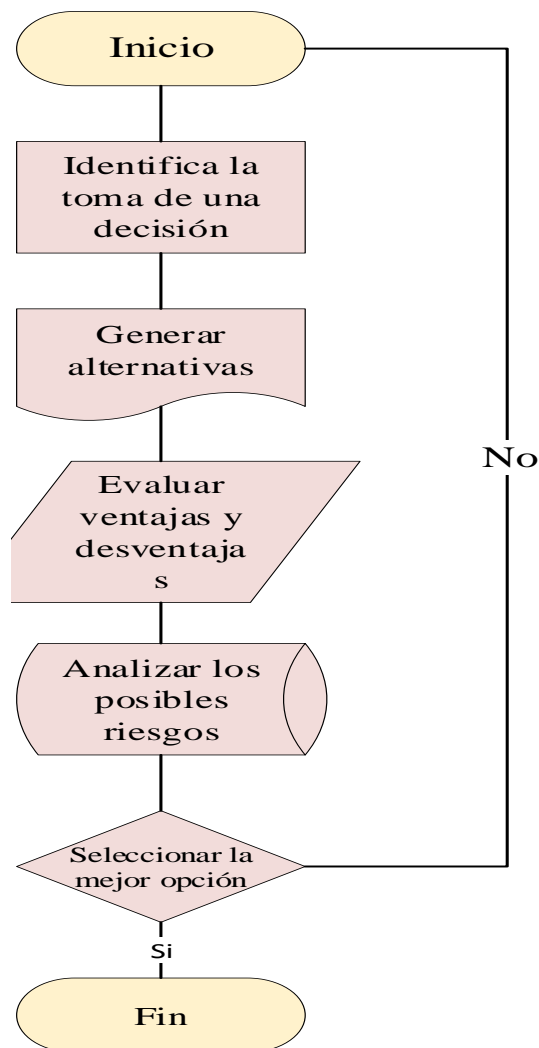 Inicio
Identifica la
toma de una
decisión
Generar
alternativas
No
Evaluar
ventajas y
desventaja
s
Analizar los
posibles
riesgos
Seleccionar la
mejor opción
Si
Fin